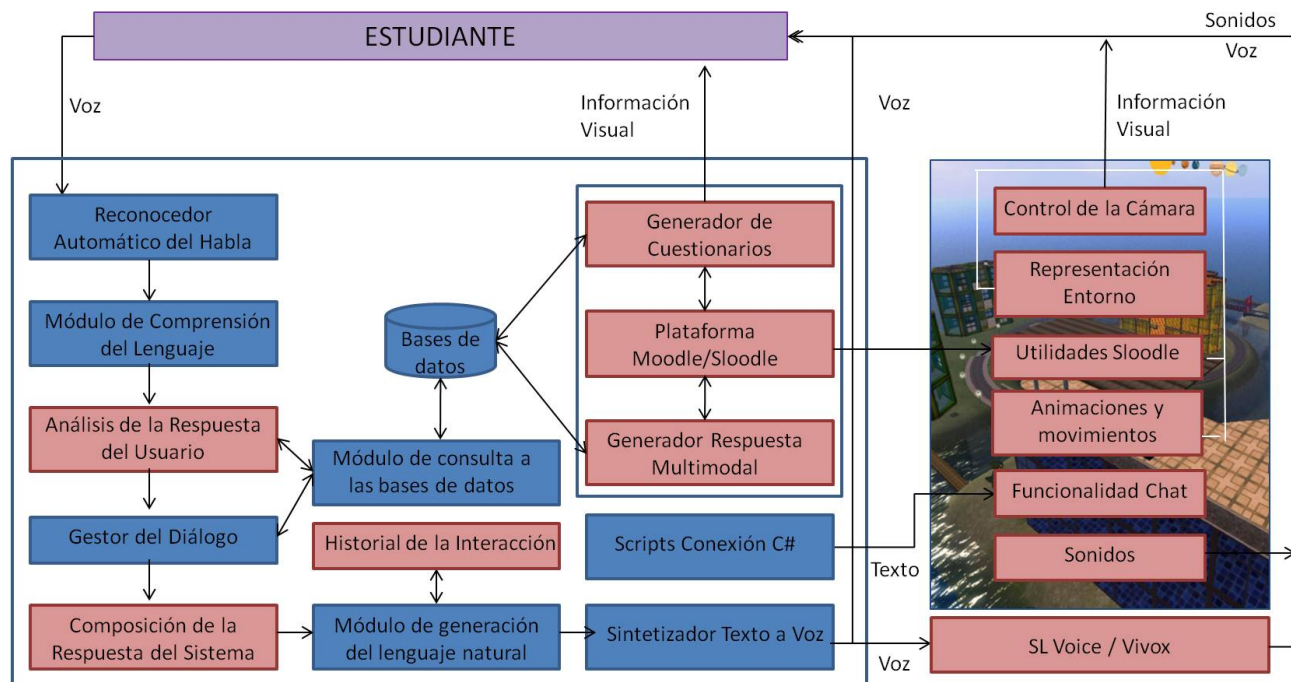 ESTUDIANTE
Sonidos
Voz
Voz
Información
Visual
Voz
Información
Visual
Reconocedor
Automático del Habla
Módulo de Comprensión
del Lenguaje
Análisis de la Respuesta
del Usuario
Gestor del Diálogo
Composición de la
Respuesta del Sistema
Bases de
datos
Módulo de consulta a
las bases de datos
Historial de la Interacción
Módulo de generación
del lenguaje natural
Generador de
Cuestionarios
Plataforma
Moodle/Sloodle
Generador Respuesta
Multimodal
Scripts Conexión C#
Sintetizador Texto a Voz
Texto
Voz
Control de la Cámara
Representación
Entorno
Utilidades Sloodle
Animaciones y
movimientos
Funcionalidad Chat
Sonidos
SL Voice / Vivox